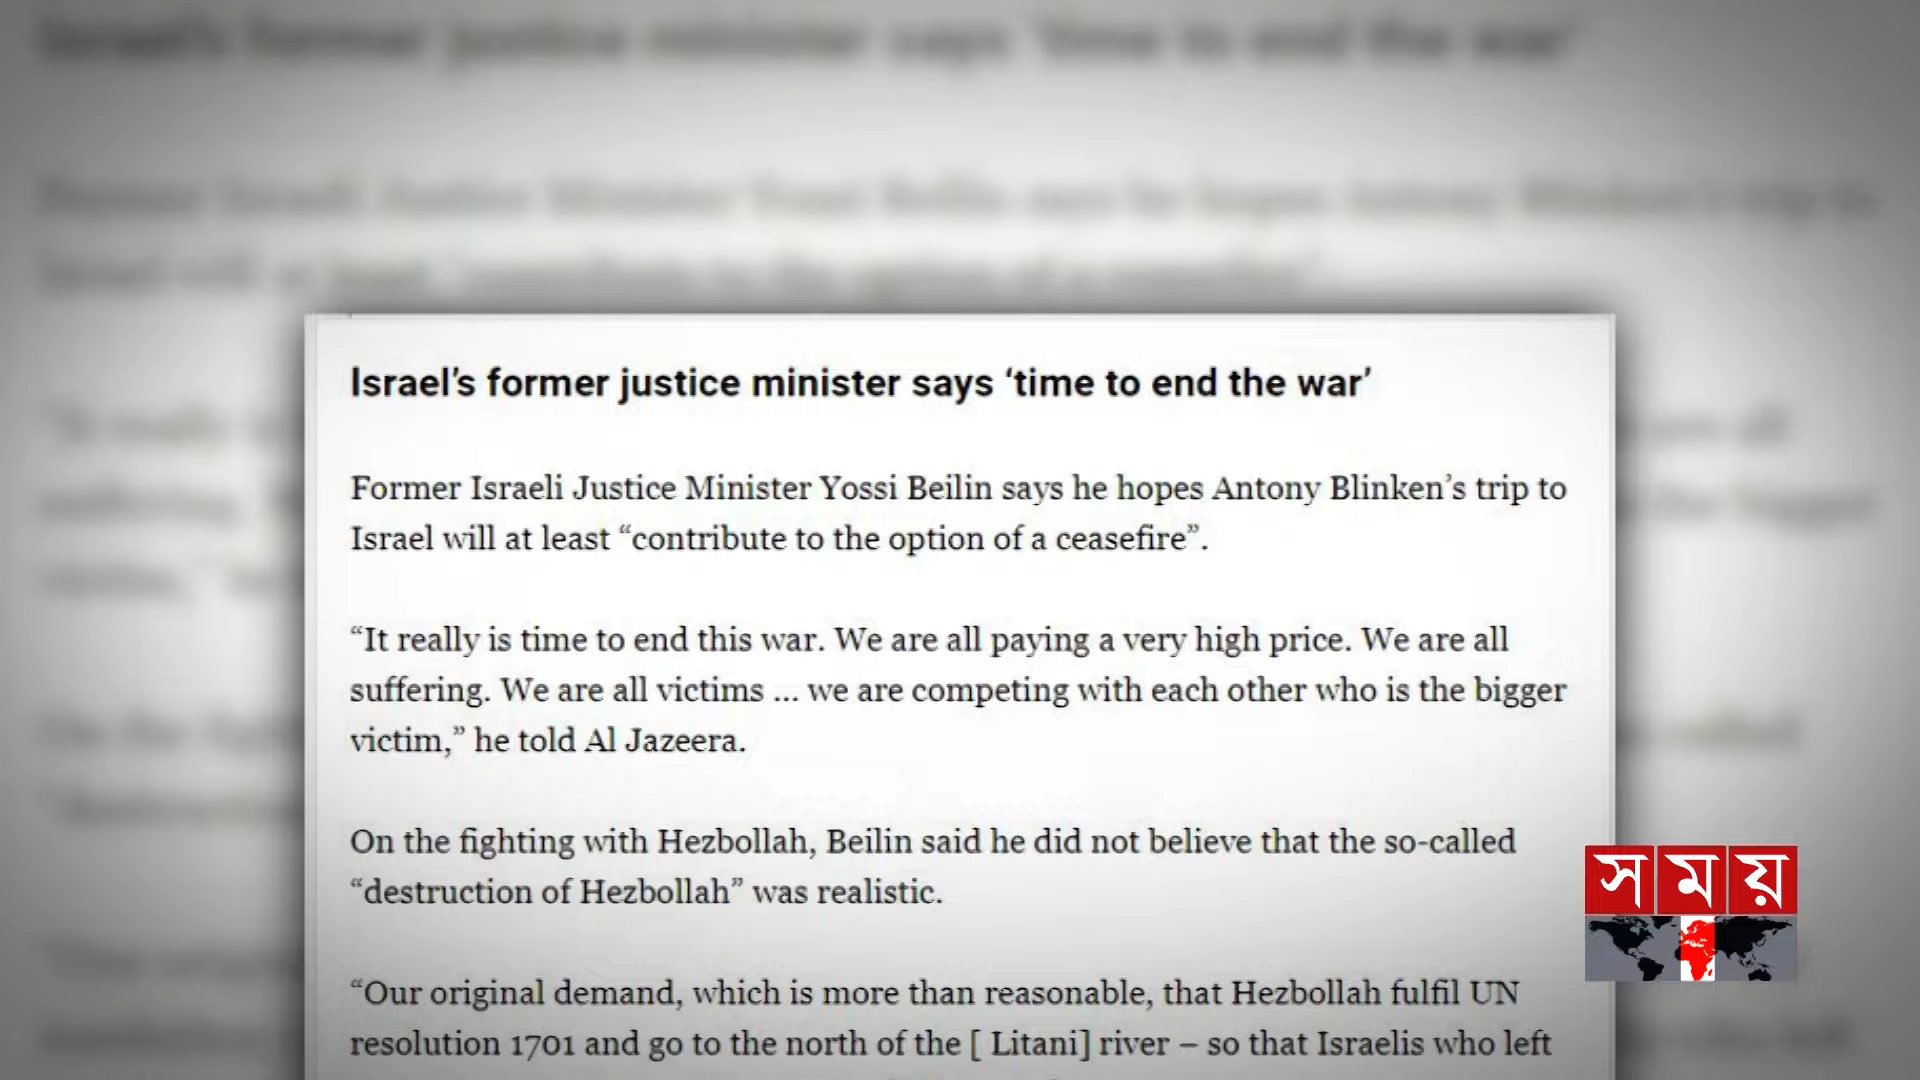 Israel’s former justice minister says ‘time to end the war’
Former Israeli Justice Minister Yossi Beilin says he hopes Antony Blinken’s trip to
Israel will at least “contribute to the option of a ceasefire”.
“It really is time to end this war. We are all paying a very high price. We are all
suffering. We are all victims ... we are competing with each other who is the bigger
victim,” he told Al Jazeera.
On the fighting with Hezbollah, Beilin said he did not believe that the so-called
“destruction of Hezbollah” was realistic.
“Our original demand, which is more than reasonable, that Hezbollah fulfil UN
resolution 1701 and go to the north of the [ Litani] river – so that Israelis who left
সময়